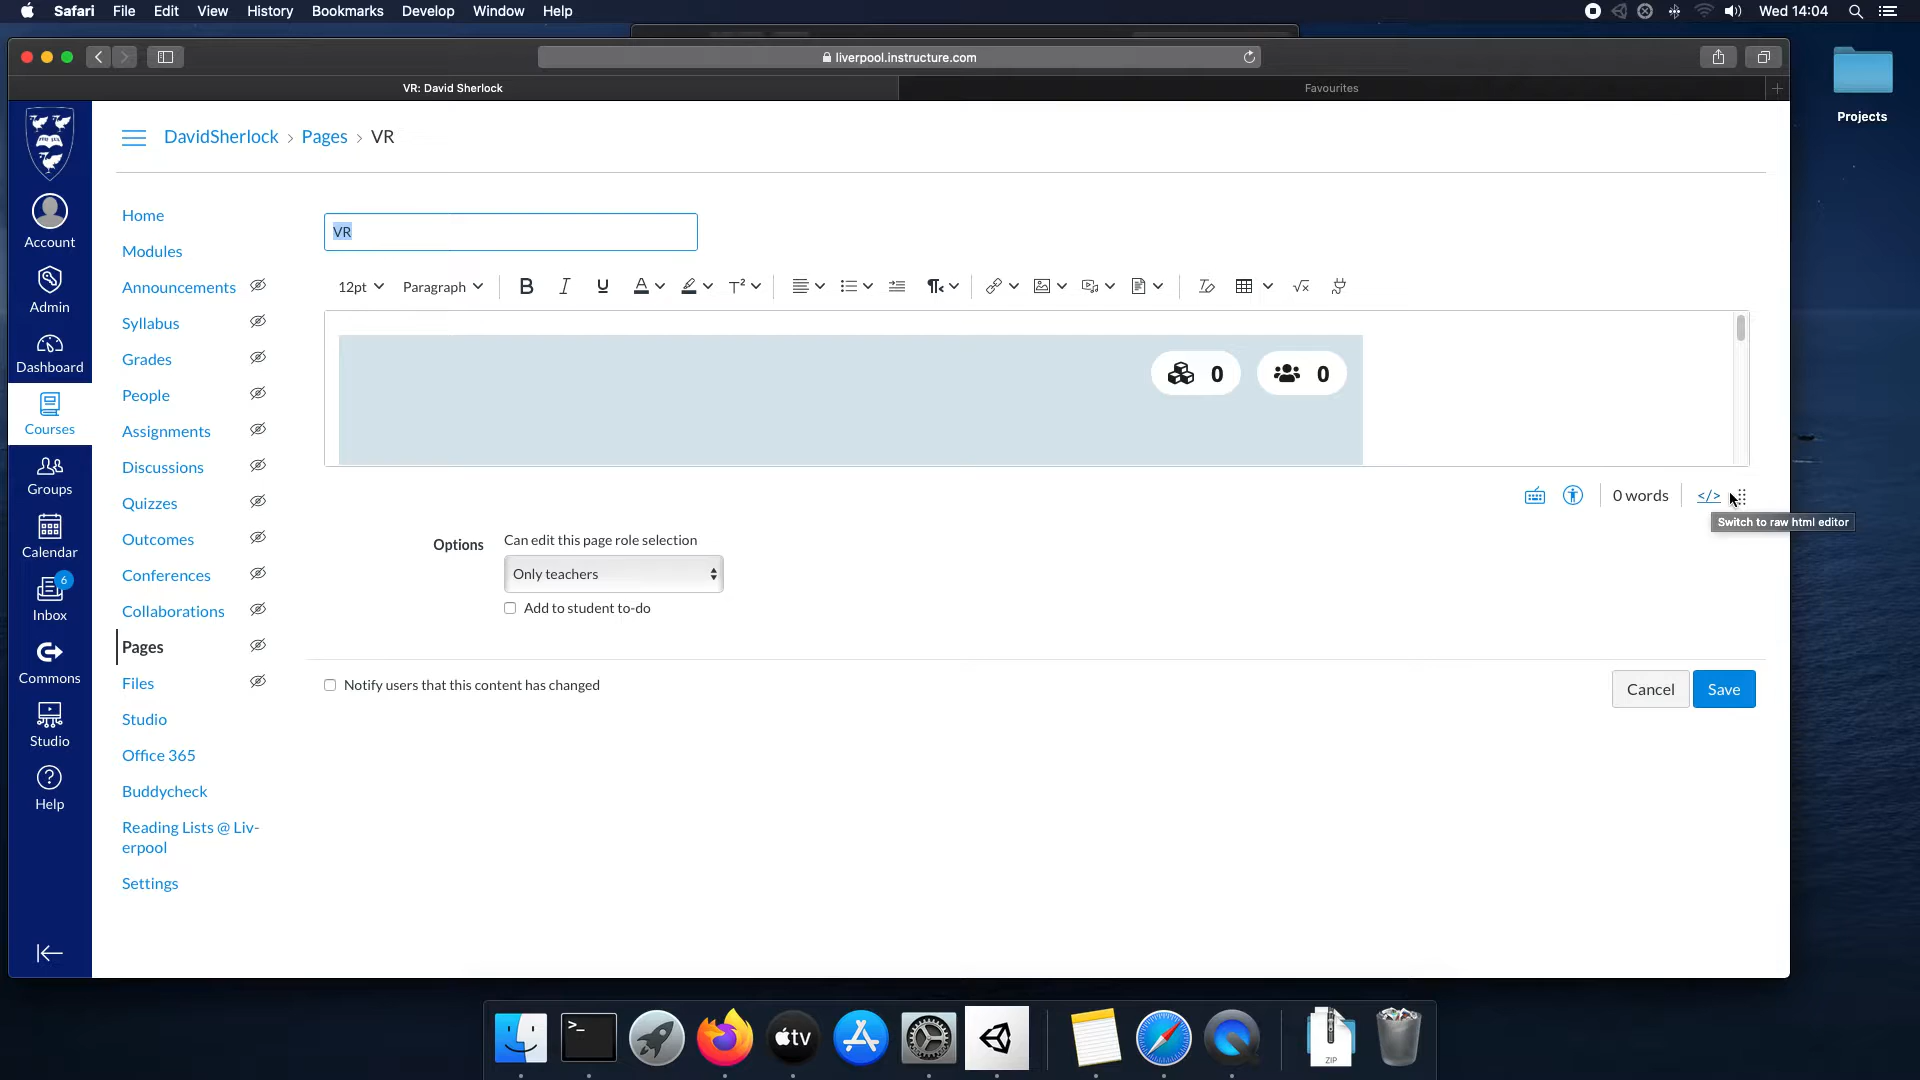 Safari File Edit View History Bookmarks Develop Window Help
Wed 14:04
liverpool.instructure.com
VR: David Sherlock
Favourites
Projects
DavidSherlock › Pages › VR
Account
Admin
Dashboard
Courses
Groups
Calendar
6
Inbox
Commons
Studio
Help
Home
Modules
Announcements
Syllabus
Grades
People
Assignments
Discussions
Quizzes
Outcomes
Conferences
Collaborations
Pages
Files
Studio
Office 365
Buddycheck
Reading Lists @ Liv-
erpool
Settings
VR
12pt Paragraph
0 0
0 words </>
Switch to raw html editor
Options
Can edit this page role selection
Only teachers
Add to student to-do
Notify users that this content has changed
Cancel Save
tv
ZIP